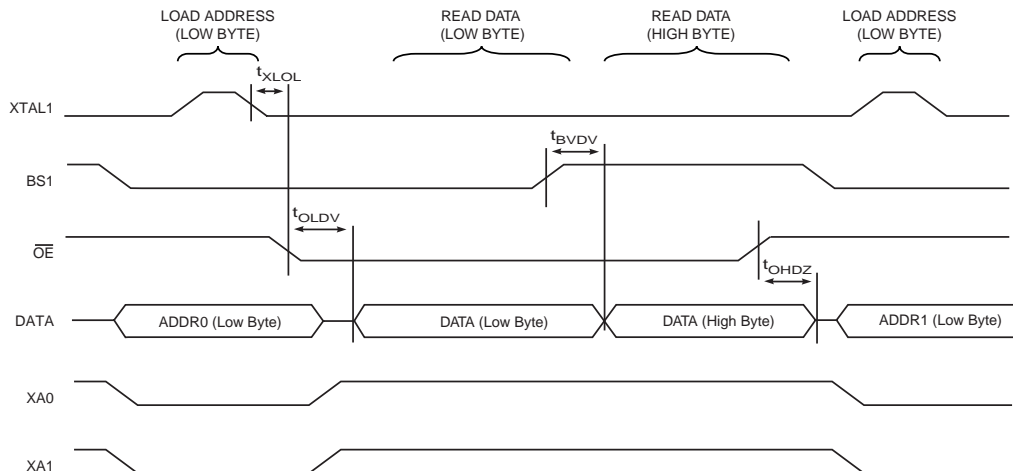 LOAD ADDRESS
(LOW BYTE)
READ DATA
(LOW BYTE)
READ DATA
(HIGH BYTE)
LOAD ADDRESS
(LOW BYTE)
tXLOL
XTAL1
tBVDV
BS1
tOLDV
OE
tOHDZ
DATA
ADDR0 (Low Byte)
DATA (Low Byte)
DATA (High Byte)
ADDR1 (Low Byte)
XA0
XA1